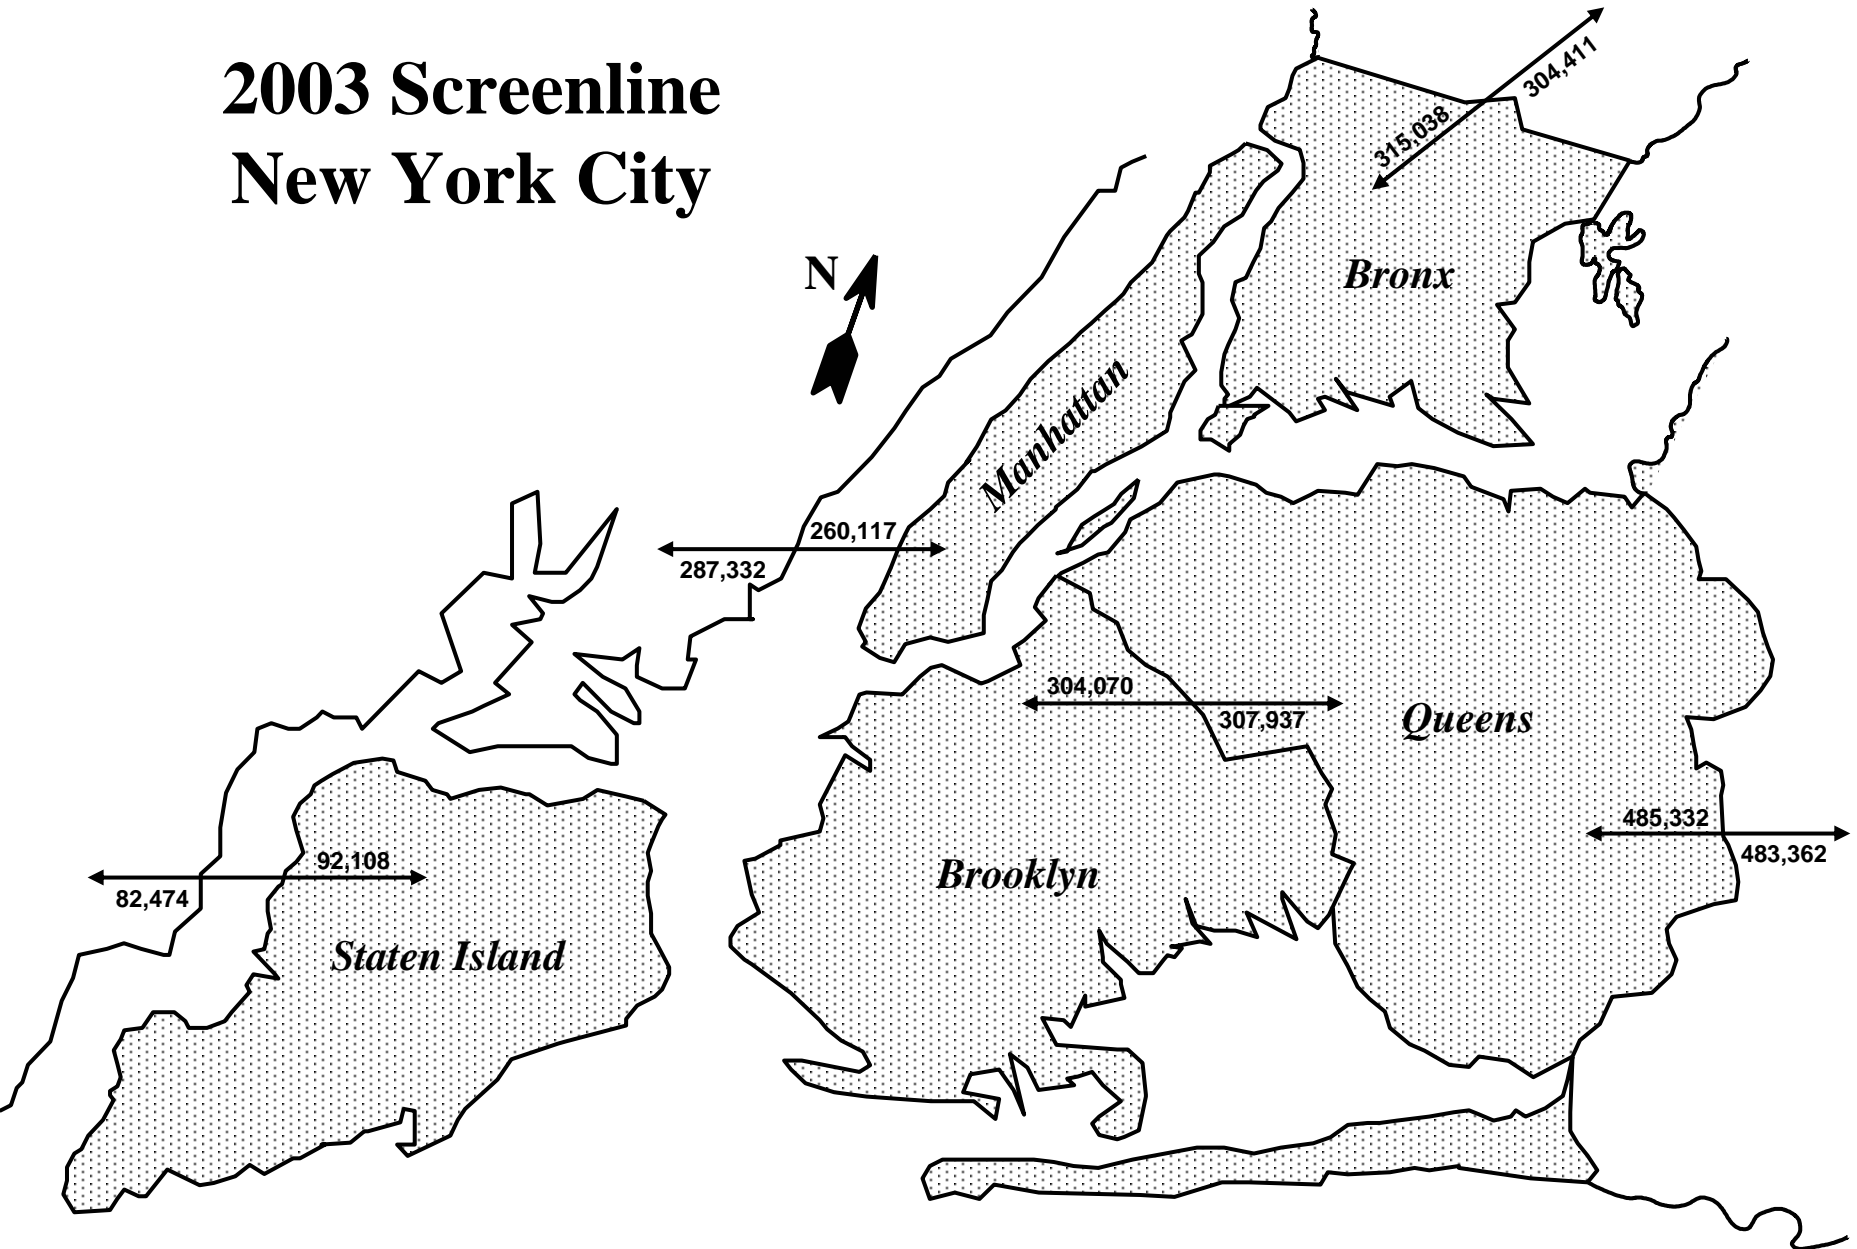 2003 Screenline
New York City
304,411
315,038
N
Bronx
Manhattan
260,117
287,332
304,070
307,937
Queens
485,332
483,362
92,108
82,474
Brooklyn
Staten Island